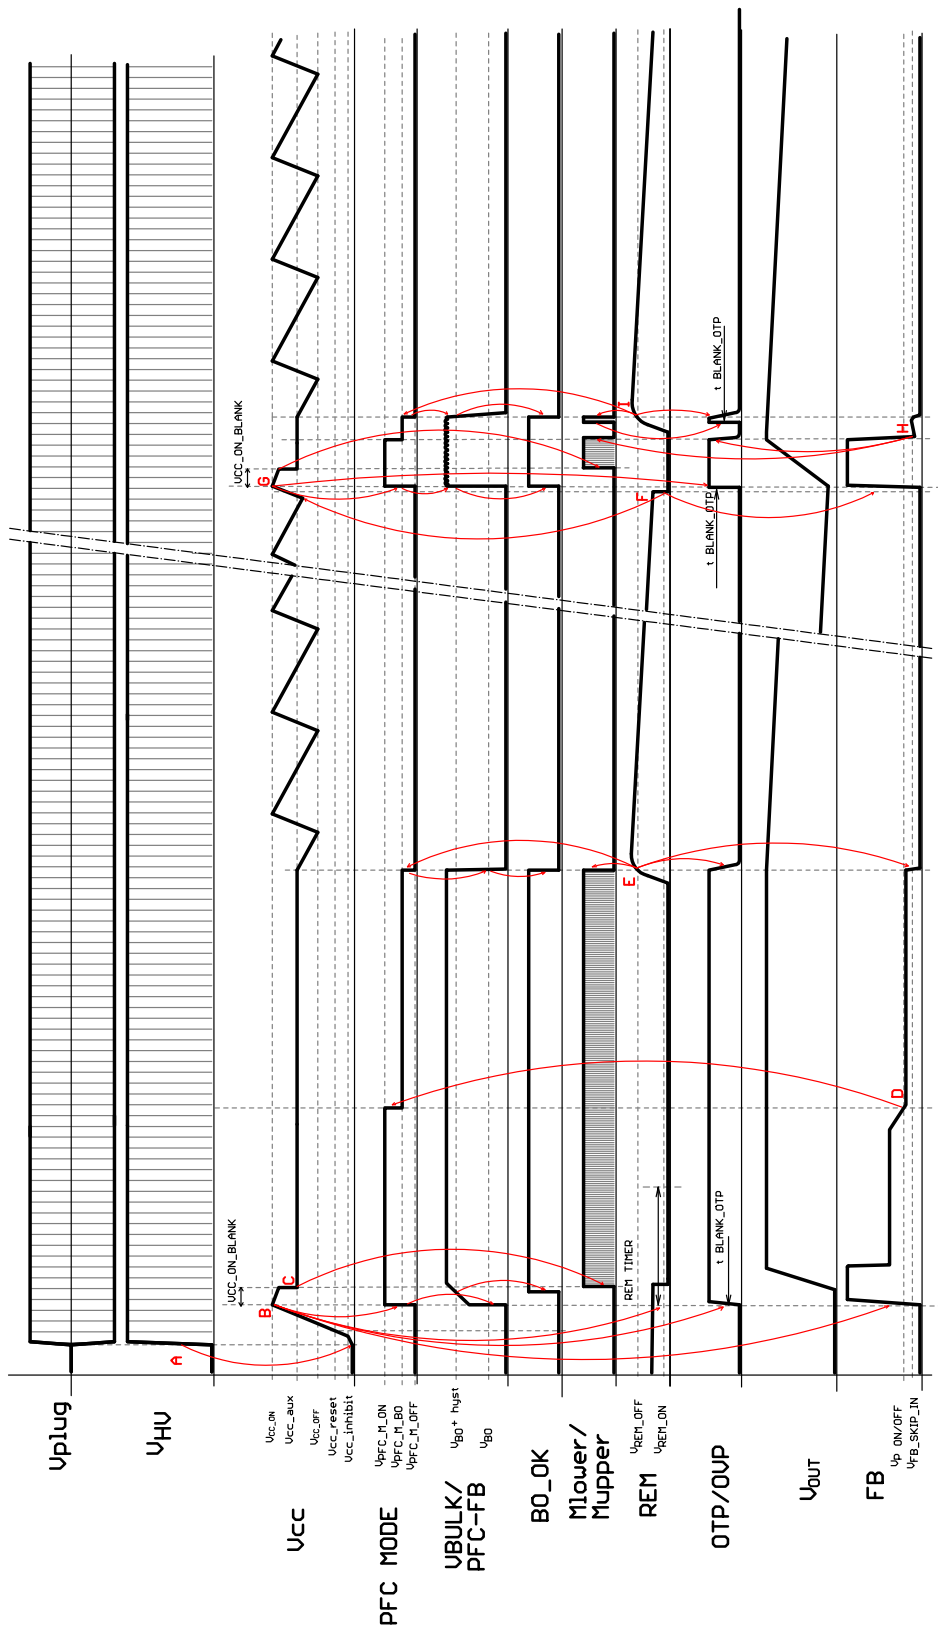 Vplug
VHV
VCC_ON
Vcc_aux
VCC_OFF
Vcc_reset
Vcc_inhibit
Vcc
VPFC_M_ON
VPFC_M_BO
VPFC_M_OFF
PFC MODE
VBO + hyst
VBO
VBULK/
PFC-FB
BO_OK
Mlower/
Mupper
VREM_OFF
VREM_ON
REM
OTP/OVP
VOUT
VP ON/OFF
VFB_SKIP_IN
FB
A
B
C
VCC_ON_BLANK
REM TIMER
t BLANK_OTP
D
E
F
t BLANK_OTP
G
VCC_ON_BLANK
H
I
t BLANK_OTP